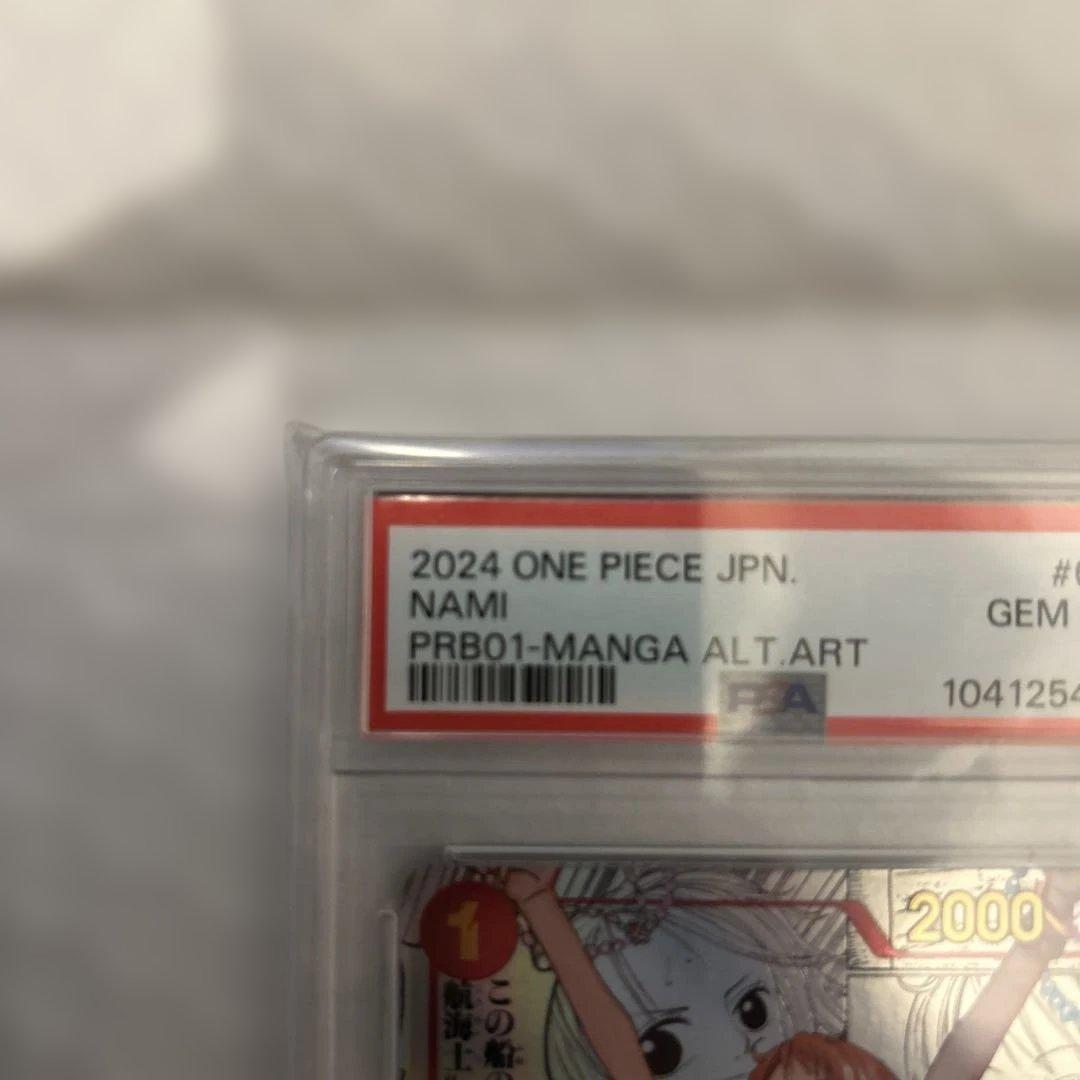 2024 ONE PIECE JPN.
NAMI
GEM
PRB01-MANGA ALT.ART
PSA
1041254
1
2000
この船の
航海士